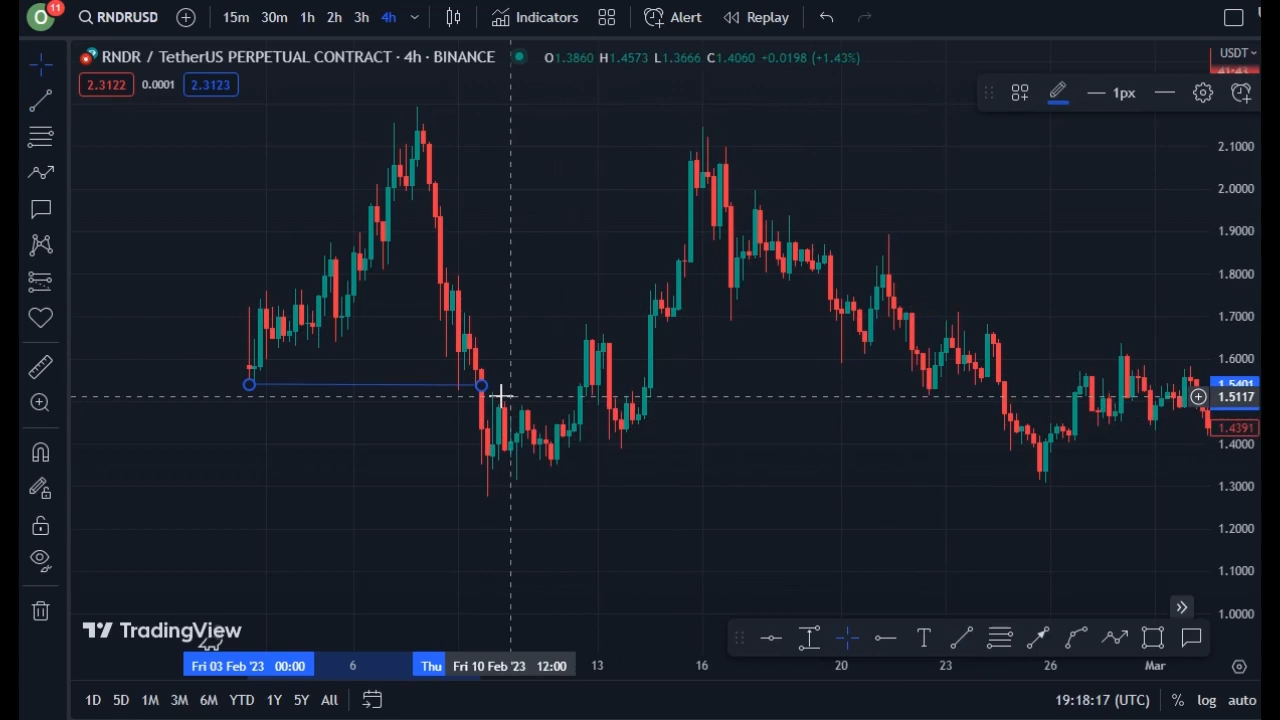 O 11 RNDRUSD 15m 30m 1h 2h 3h 4h Indicators Alert Replay
RNDR / TetherUS PERPETUAL CONTRACT · 4h · BINANCE O1.3860 H1.4573 L1.3666 C1.4060 +0.0198 (+1.43%) USDT
2.3122 0.0001 2.3123
1px
2.1000
2.0000
1.9000
1.8000
1.7000
1.6000
1.5401
1.5117
1.4391
1.4000
1.3000
1.2000
1.1000
1.0000
TradingView
Fri 03 Feb '23 00:00 6 Thu Fri 10 Feb '23 12:00 13 16 20 23 26 Mar
1D 5D 1M 3M 6M YTD 1Y 5Y All 19:18:17 (UTC) % log auto